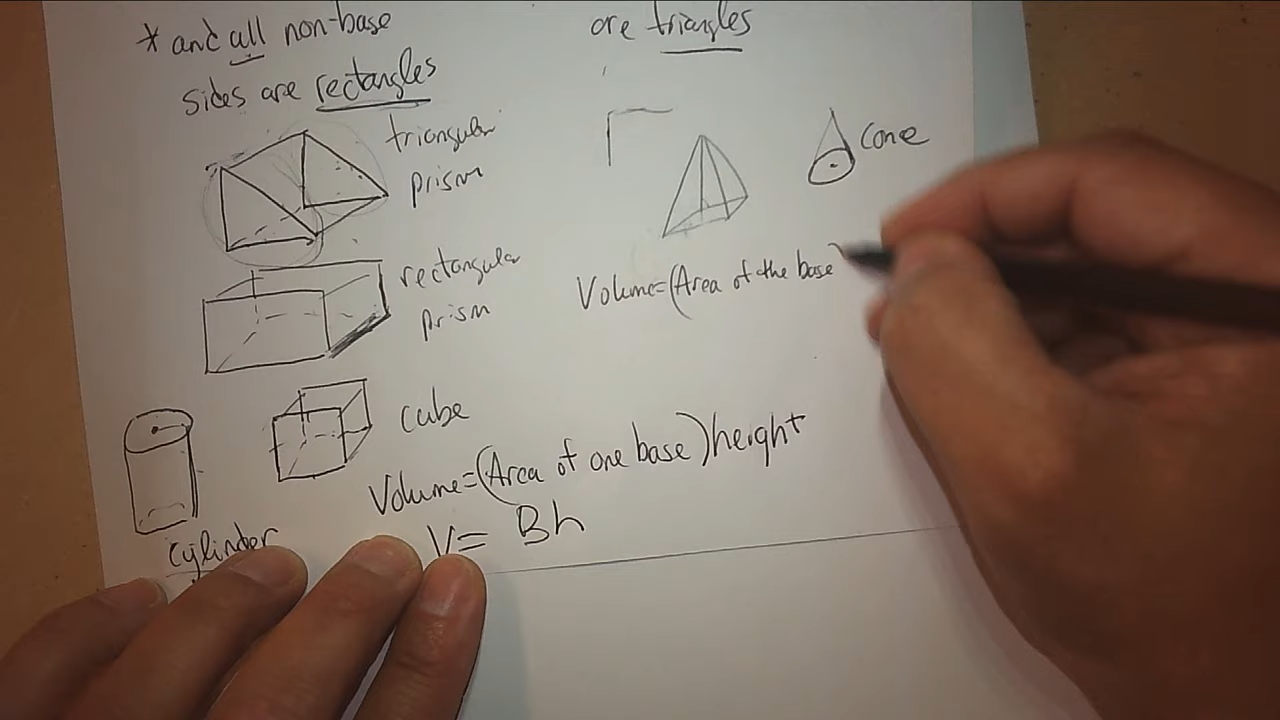 * and all non-base
sides are rectangles
triangular
prism
rectangular
prism
cube
cylinder
Volume=(Area of one base)height
V= Bh
are triangles
cone
Volume=(Area of the base)